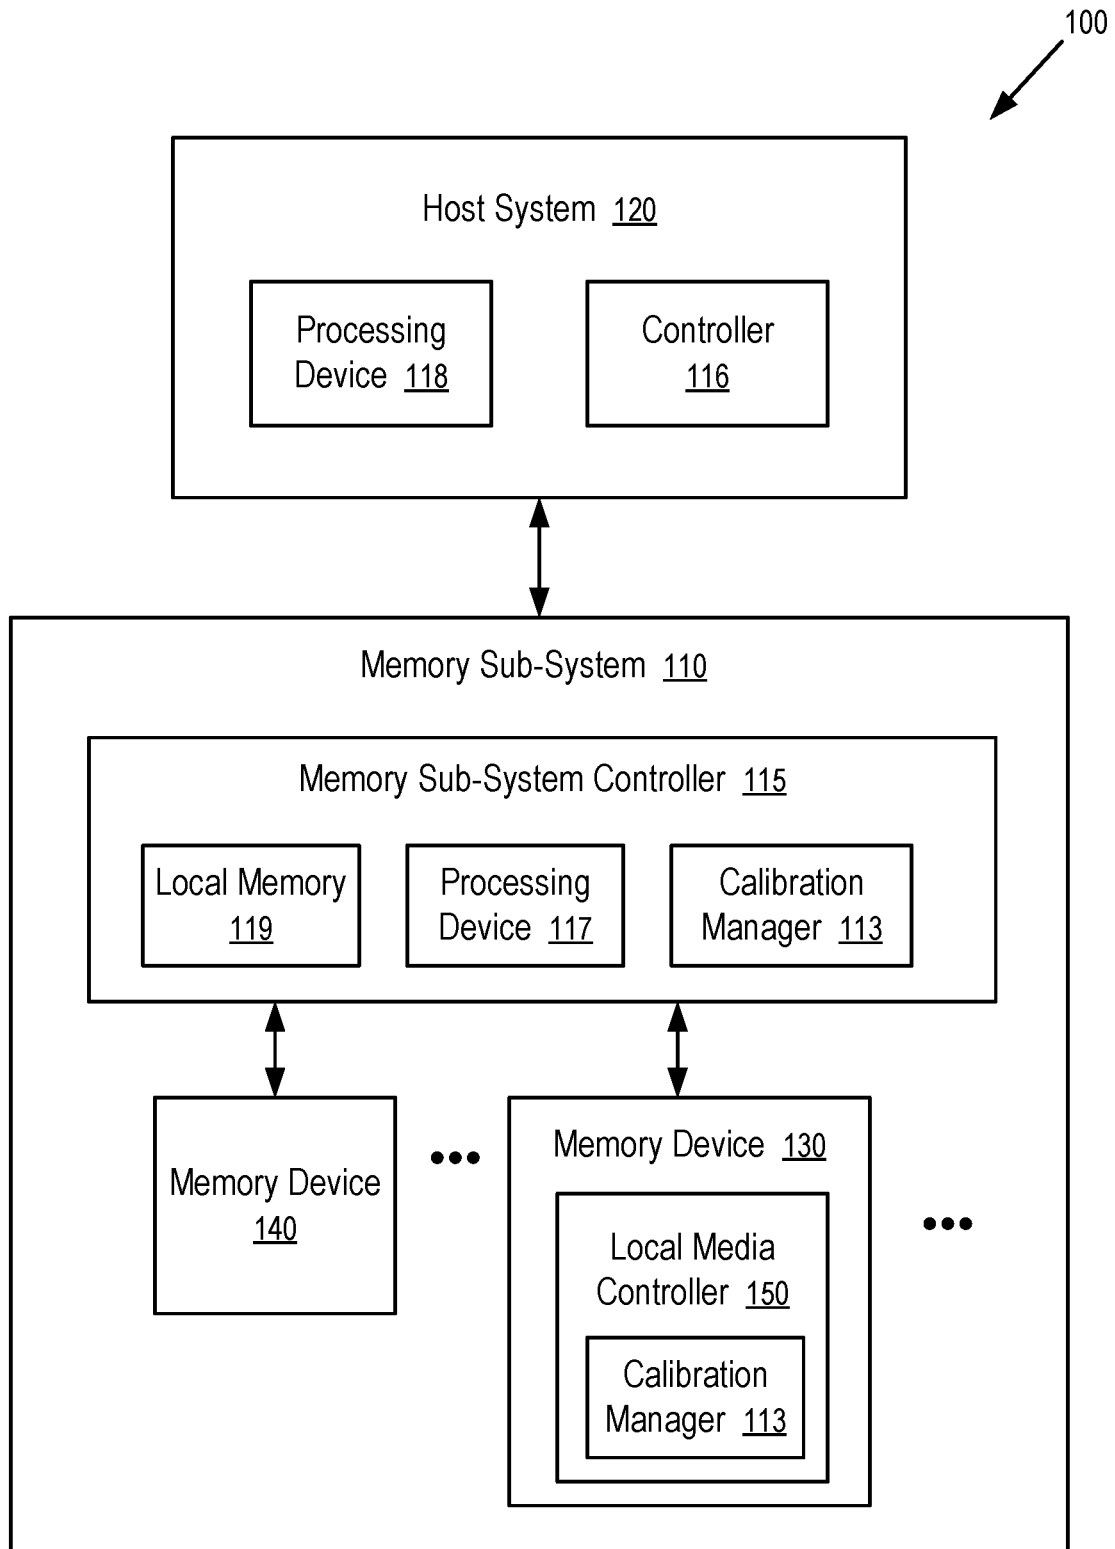 100
Host System 120
Processing
Device 118
Controller
116
Memory Sub-System 110
Memory Sub-System Controller 115
Local Memory
119
Processing
Device 117
Calibration
Manager 113
Memory Device
140
Memory Device 130
Local Media
Controller 150
Calibration
Manager 113